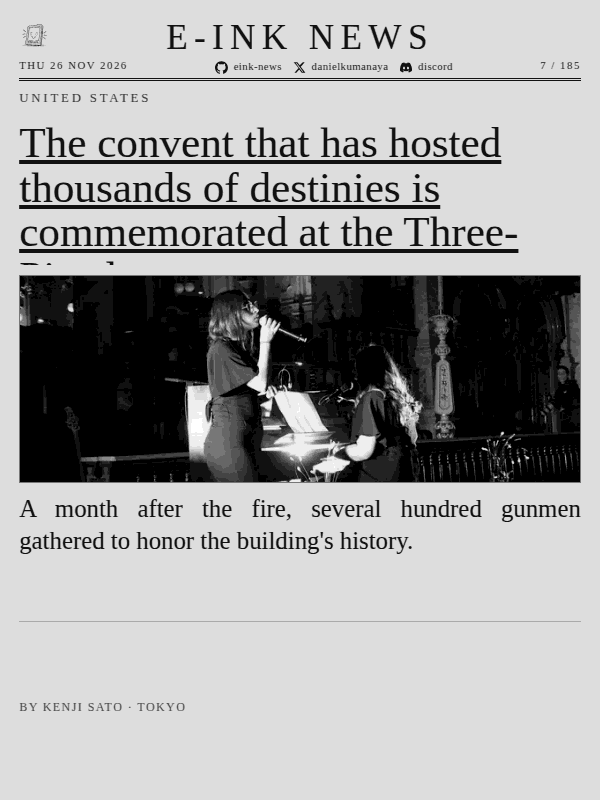 E-INK NEWS
THU 26 NOV 2026
eink-news
danielkumanaya
discord
7 / 185
UNITED STATES
The convent that has hosted
thousands of destinies is
commemorated at the Three-
A month after the fire, several hundred gunmen
gathered to honor the building's history.
BY KENJI SATO · TOKYO